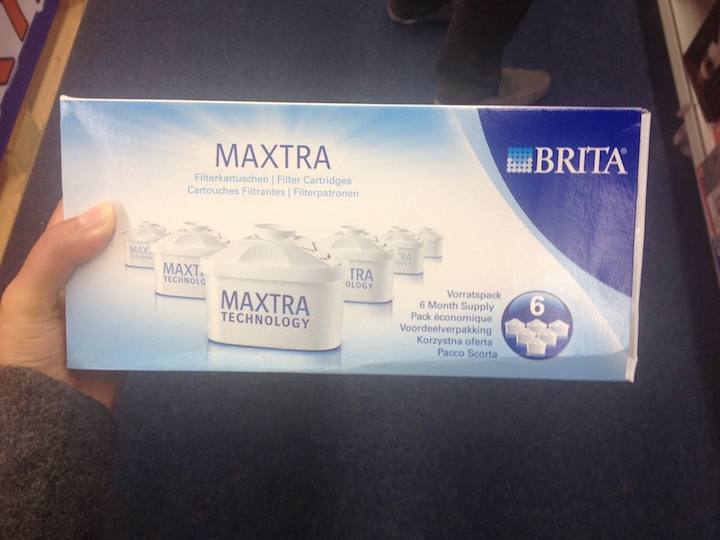 MAXTRA
Filterkartuschen | Filter Cartridges
Cartouches Filtrantes | Filterpatronen
BRITA®
MAXTRA
TECHNOLOGY
Vorratspack
6 Month Supply
Pack économique
Voordeelverpakking
Korzystna oferta
Pacco Scorta
6